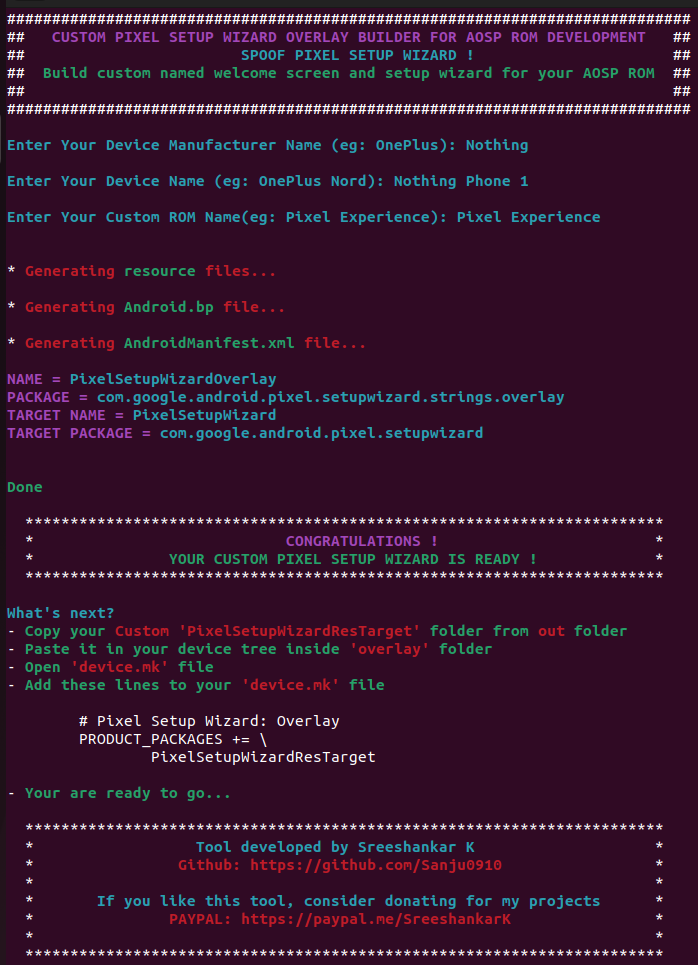 ############################################################################
##   CUSTOM PIXEL SETUP WIZARD OVERLAY BUILDER FOR AOSP ROM DEVELOPMENT   ##
##                        SPOOF PIXEL SETUP WIZARD !                      ##
##  Build custom named welcome screen and setup wizard for your AOSP ROM  ##
##                                                                        ##
############################################################################
Enter Your Device Manufacturer Name (eg: OnePlus): Nothing
Enter Your Device Name (eg: OnePlus Nord): Nothing Phone 1
Enter Your Custom ROM Name(eg: Pixel Experience): Pixel Experience
* Generating resource files...
* Generating Android.bp file...
* Generating AndroidManifest.xml file...
NAME = PixelSetupWizardOverlay
PACKAGE = com.google.android.pixel.setupwizard.strings.overlay
TARGET NAME = PixelSetupWizard
TARGET PACKAGE = com.google.android.pixel.setupwizard
Done
  ***********************************************************************
  *                            CONGRATULATIONS !                        *
  *               YOUR CUSTOM PIXEL SETUP WIZARD IS READY !             *
  ***********************************************************************
What's next?
- Copy your Custom 'PixelSetupWizardResTarget' folder from out folder
- Paste it in your device tree inside 'overlay' folder
- Open 'device.mk' file
- Add these lines to your 'device.mk' file
        # Pixel Setup Wizard: Overlay
        PRODUCT_PACKAGES += \
                PixelSetupWizardResTarget
- Your are ready to go...
  ***********************************************************************
  *                  Tool developed by Sreeshankar K                    *
  *                Github: https://github.com/Sanju0910                 *
  *                                                                     *
  *       If you like this tool, consider donating for my projects      *
  *               PAYPAL: https://paypal.me/SreeshankarK                *
  *                                                                     *
  ***********************************************************************